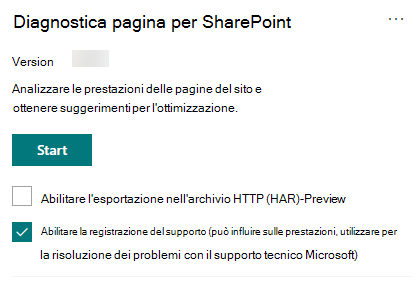 Diagnostica pagina per SharePoint
Version
Analizzare le prestazioni delle pagine del sito e
ottenere suggerimenti per l'ottimizzazione.
Start
Abilitare l'esportazione nell'archivio HTTP (HAR)-Preview
Abilitare la registrazione del supporto (può influire sulle prestazioni, utilizzare per
la risoluzione dei problemi con il supporto tecnico Microsoft)